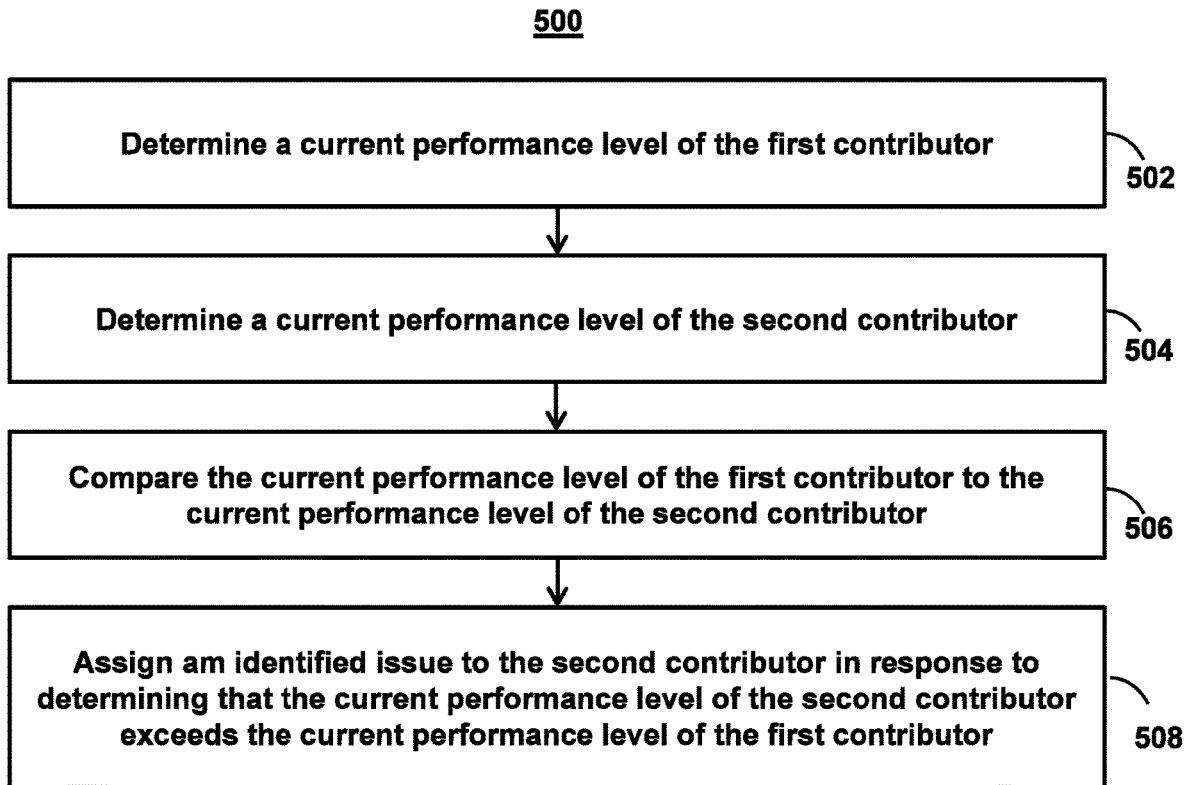 500
Determine a current performance level of the first contributor
502
Determine a current performance level of the second contributor
504
Compare the current performance level of the first contributor to the
current performance level of the second contributor
506
Assign am identified issue to the second contributor in response to
determining that the current performance level of the second contributor
exceeds the current performance level of the first contributor
508